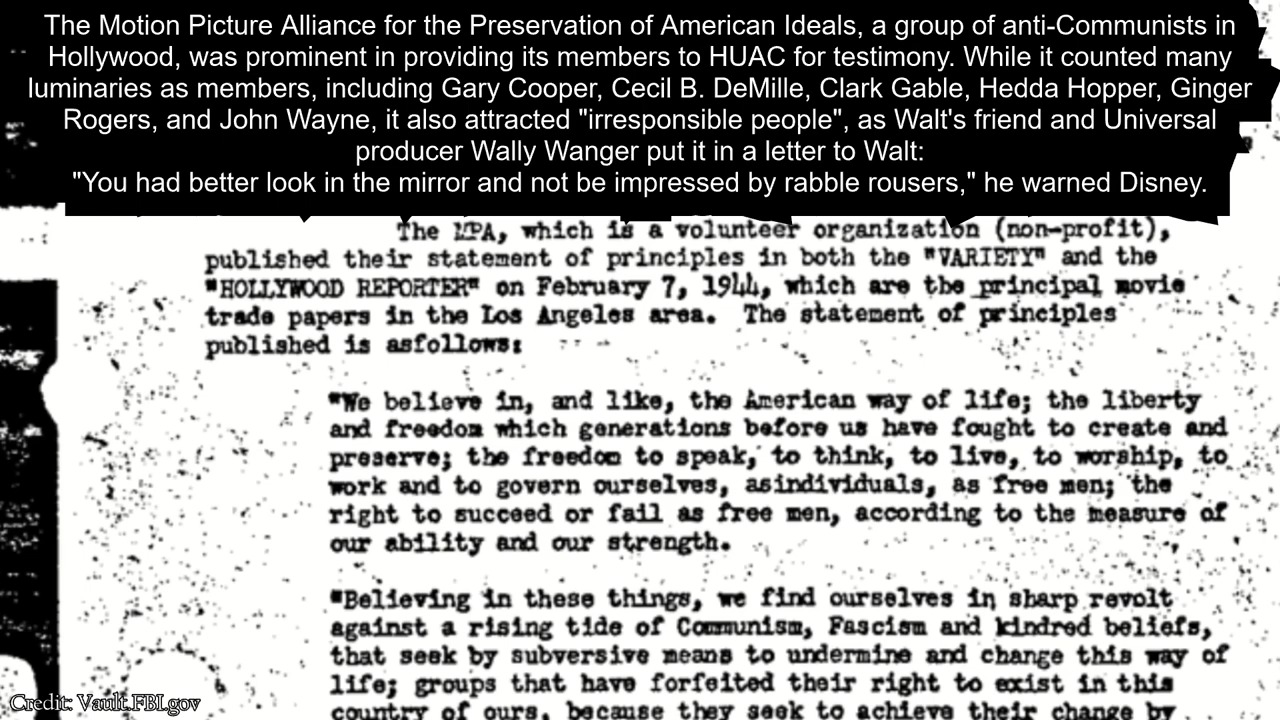 The Motion Picture Alliance for the Preservation of American Ideals, a group of anti-Communists in
Hollywood, was prominent in providing its members to HUAC for testimony. While it counted many
luminaries as members, including Gary Cooper, Cecil B. DeMille, Clark Gable, Hedda Hopper, Ginger
Rogers, and John Wayne, it also attracted "irresponsible people", as Walt's friend and Universal
producer Wally Wanger put it in a letter to Walt:
"You had better look in the mirror and not be impressed by rabble rousers," he warned Disney.
The MPA, which is a volunteer organization (non-profit),
published their statement of principles in both the "VARIETY" and the
"HOLLYWOOD REPORTER" on February 7, 1944, which are the principal movie
trade papers in the Los Angeles area. The statement of principles
published is asfollows:
"We believe in, and like, the American way of life; the liberty
and freedom which generations before us have fought to create and
preserve; the freedom to speak, to think, to live, to worship, to
work and to govern ourselves, asindividuals, as free men; the
right to succeed or fail as free men, according to the measure of
our ability and our strength.
"Believing in these things, we find ourselves in sharp revolt
against a rising tide of Communism, Fascism and kindred beliefs,
that seek by subversive means to undermine and change this way of
life; groups that have forfeited their right to exist in this
country of ours, because they seek to achieve their change by
Credit: Vault.FBI.gov